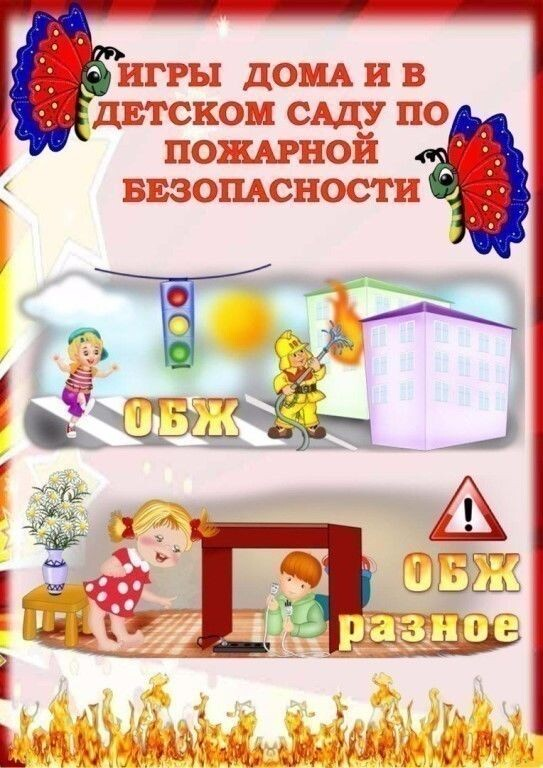 ИГРЫ ДОМА И В
ДЕТСКОМ САДУ ПО
ПОЖАРНОЙ
БЕЗОПАСНОСТИ
ОБЖ
!
ОБЖ
разное